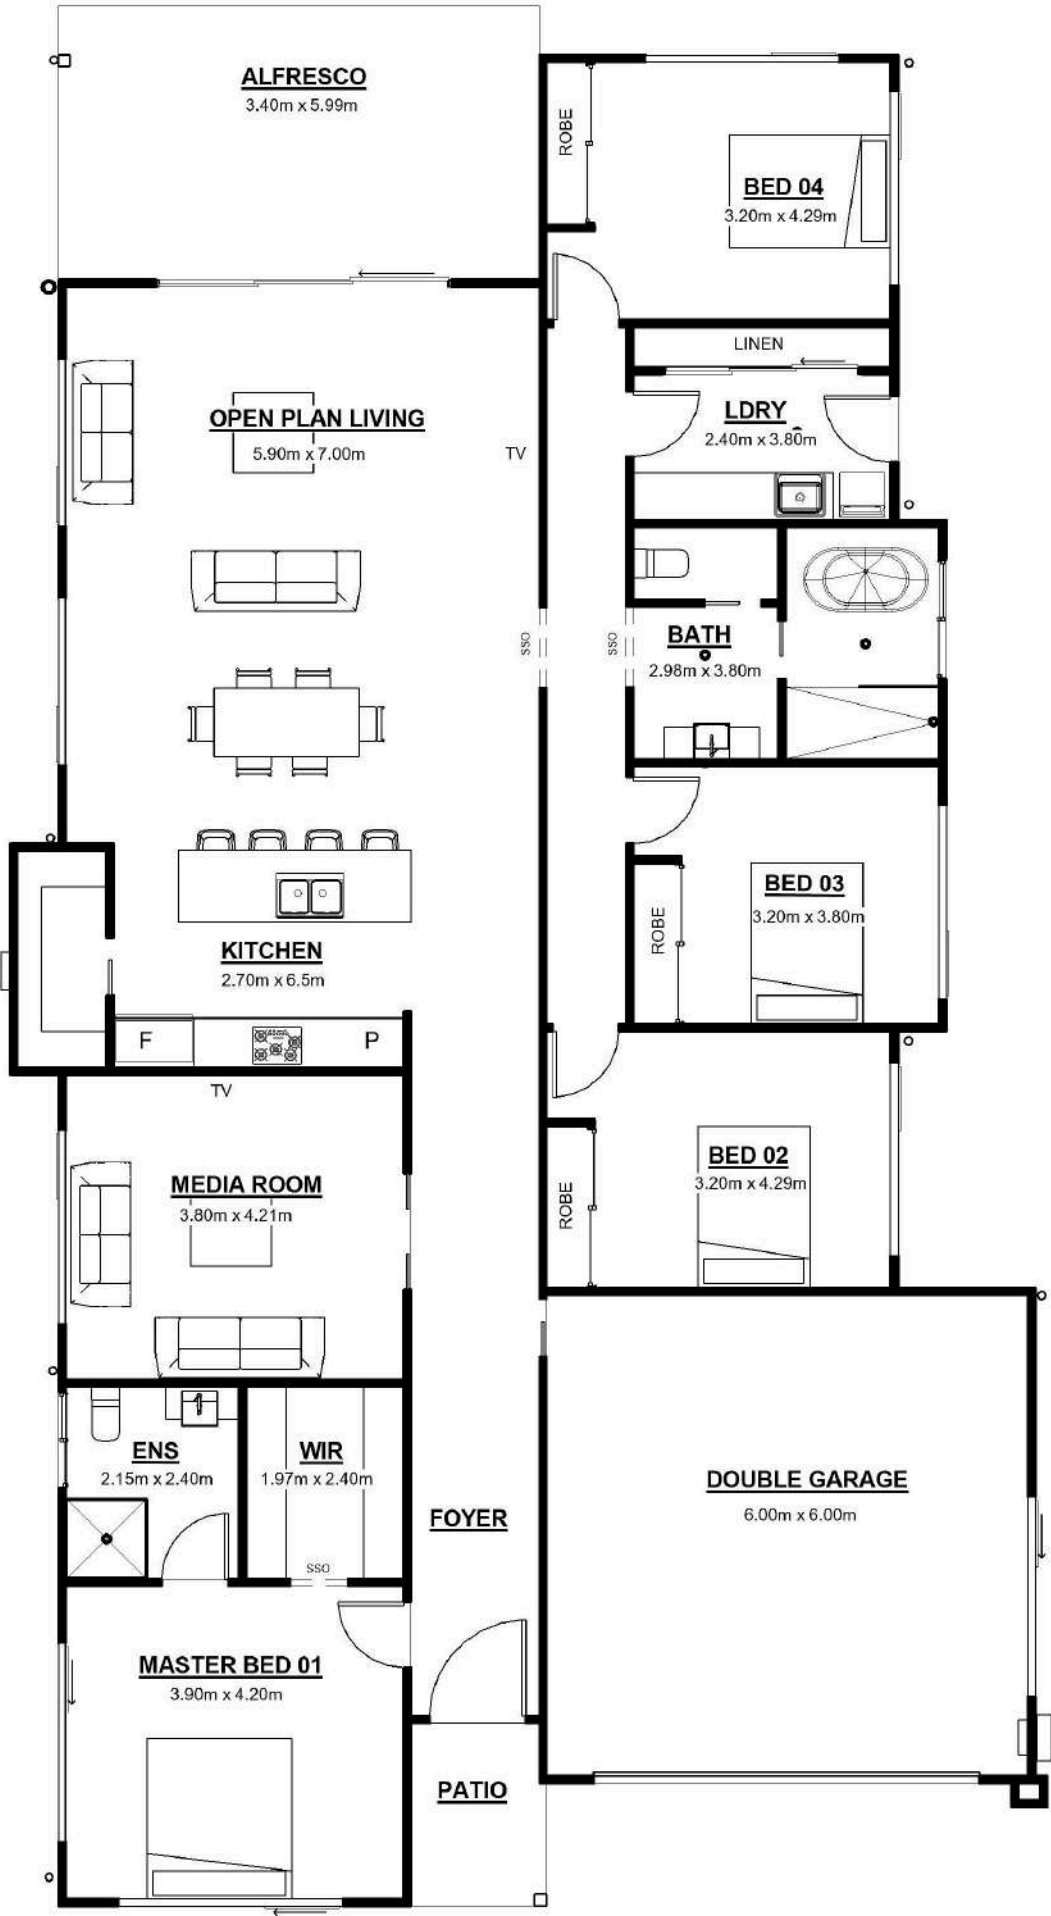 ALFRESCO
3.40m x 5.99m
ROBE
BED 04
3.20m x 4.29m
LINEN
LDRY
2.40m x 3.80m
OPEN PLAN LIVING
5.90m x 7.00m
TV
SSO
SSO
BATH
2.98m x 3.80m
BED 03
3.20m x 3.80m
ROBE
KITCHEN
2.70m x 6.5m
F
P
TV
MEDIA ROOM
3.80m x 4.21m
BED 02
3.20m x 4.29m
ROBE
ENS
2.15m x 2.40m
WIR
1.97m x 2.40m
SSO
FOYER
DOUBLE GARAGE
6.00m x 6.00m
MASTER BED 01
3.90m x 4.20m
PATIO